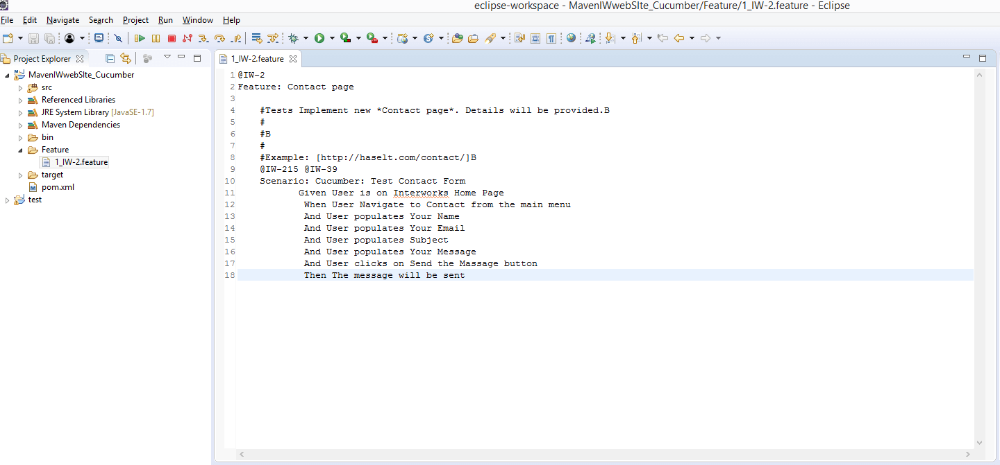 eclipse-workspace - MavenIWwebSIte_Cucumber/Feature/1_IW-2.feature - Eclipse
File Edit Navigate Search Project Run Window Help
Project Explorer
1_IW-2.feature
MavenIWwebSIte_Cucumber
src
Referenced Libraries
JRE System Library [JavaSE-1.7]
Maven Dependencies
bin
Feature
1_IW-2.feature
target
pom.xml
test
1 @IW-2
2 Feature: Contact page
3
4 #Tests Implement new *Contact page*. Details will be provided.B
5 #
6 #B
7 #
8 #Example: [http://haselt.com/contact/]B
9 @IW-215 @IW-39
10 Scenario: Cucumber: Test Contact Form
11 Given User is on Interworks Home Page
12 When User Navigate to Contact from the main menu
13 And User populates Your Name
14 And User populates Your Email
15 And User populates Subject
16 And User populates Your Message
17 And User clicks on Send the Massage button
18 Then The message will be sent